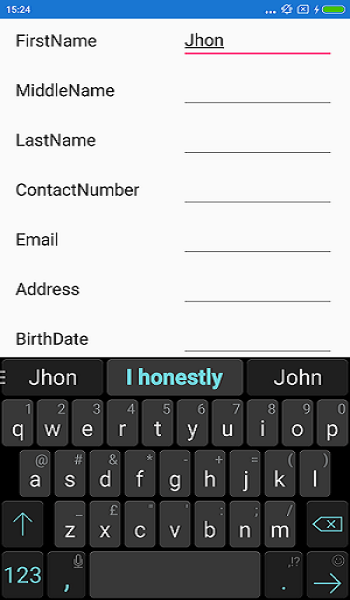 15:24
FirstName Jhon
MiddleName
LastName
ContactNumber
Email
Address
BirthDate
Jhon I honestly John
1 2 3 4 5 6 7 8 9 0
q w e r t y u i o p
@ # & * - + = ( )
a s d f g h j k l
_ £ " ' : ; /
z x c v b n m
123 , . ,!?